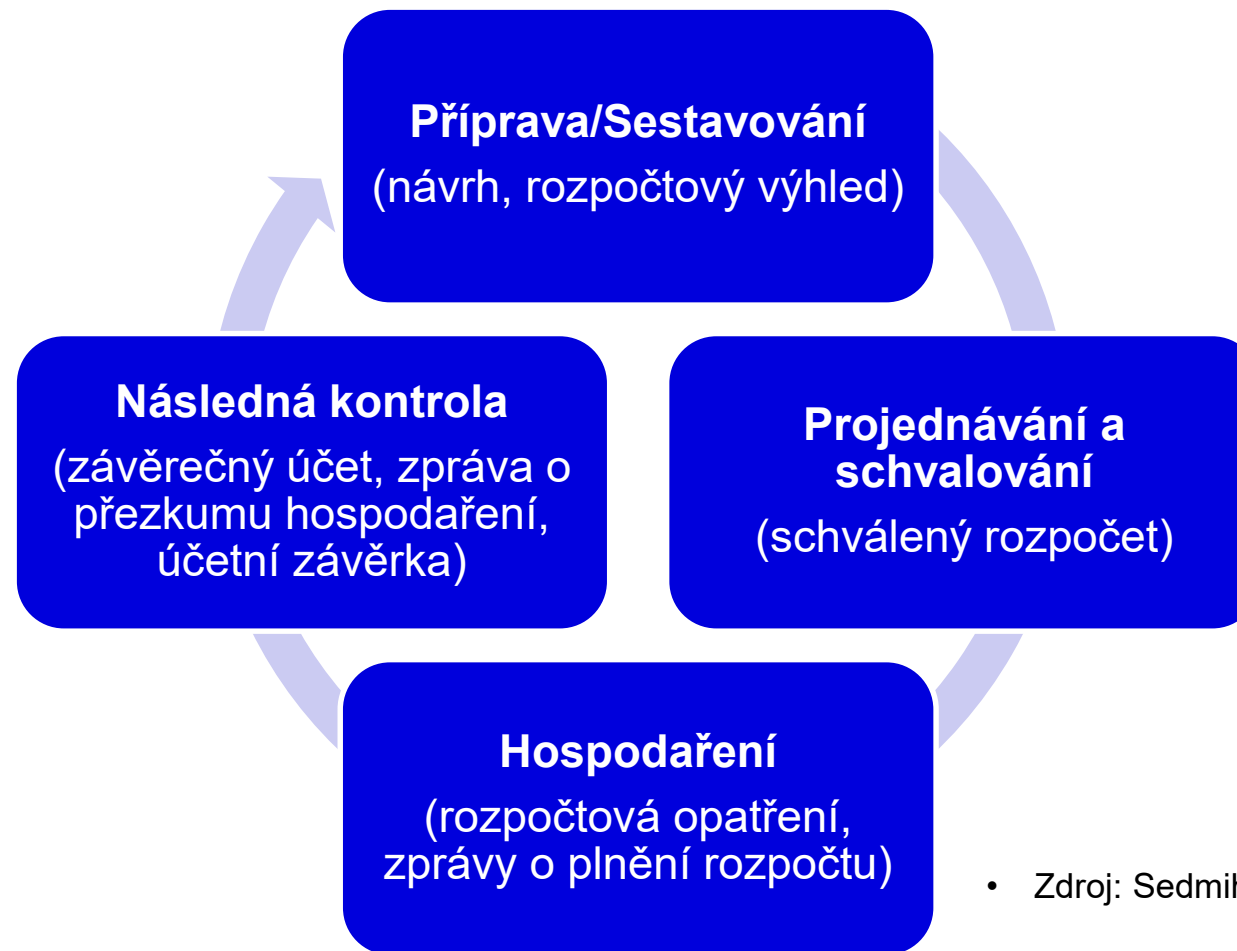 Příprava/Sestavování
(návrh, rozpočtový výhled)
Projednávání a
schvalování
(schválený rozpočet)
Hospodaření
(rozpočtová opatření,
zprávy o plnění rozpočtu)
Následná kontrola
(závěrečný účet, zpráva o
přezkumu hospodaření,
účetní závěrka)
• Zdroj: